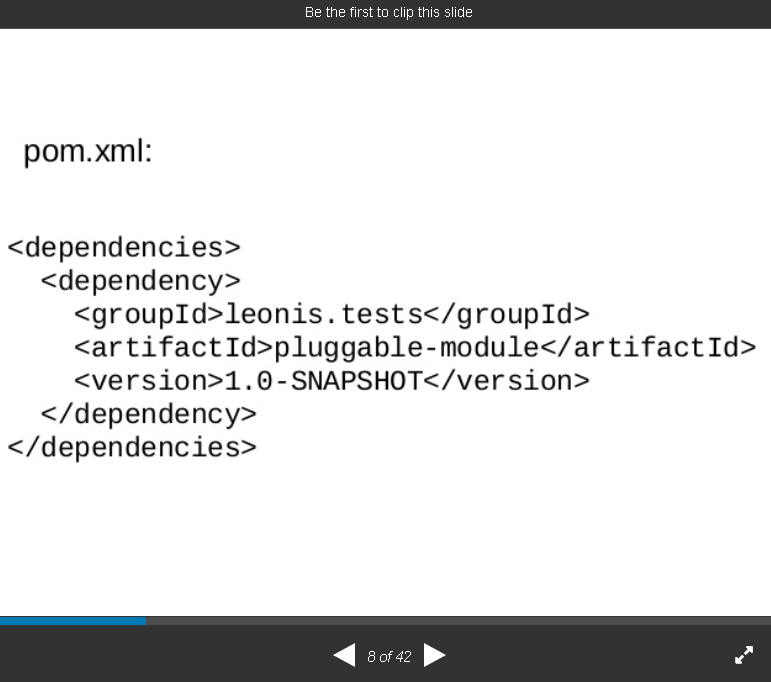 Be the first to clip this slide
pom.xml:
<dependencies>
  <dependency>
    <groupId>leonis.tests</groupId>
    <artifactId>pluggable-module</artifactId>
    <version>1.0-SNAPSHOT</version>
  </dependency>
</dependencies>
8 of 42